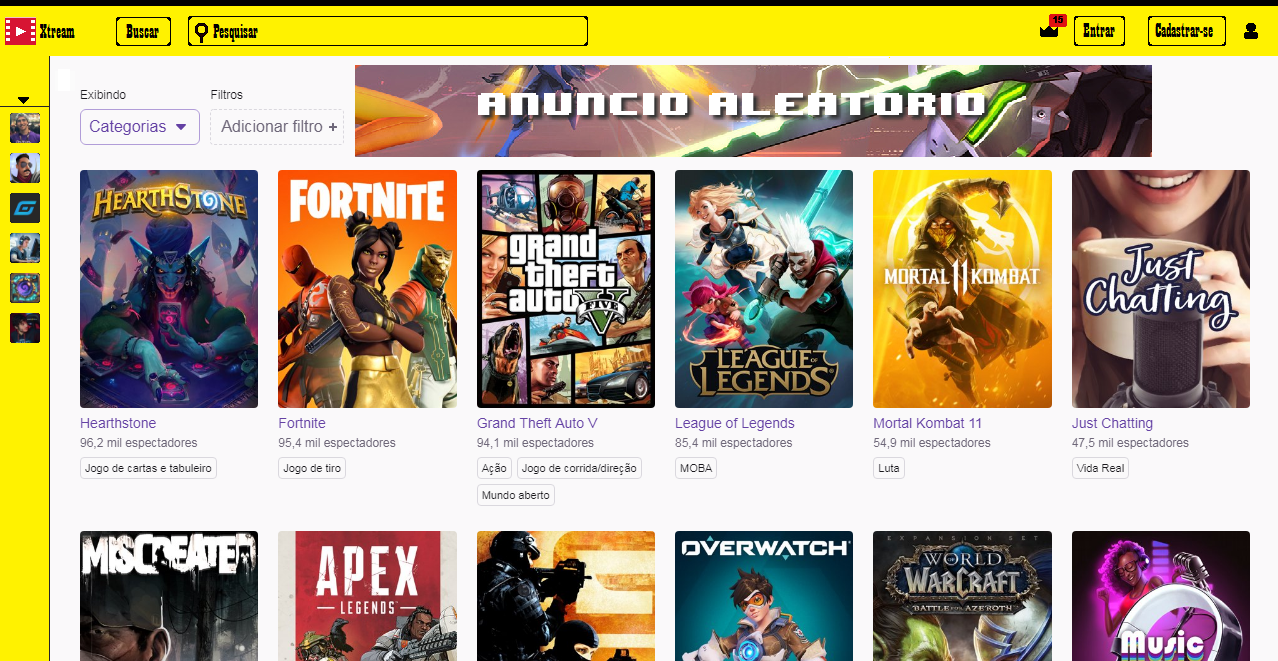 Xtream
Buscar
Pesquisar
15
Entrar
Cadastrar-se
Exibindo
Filtros
Categorias
Adicionar filtro +
ANUNCIO ALEATORIO
HEARTHSTONE
FORTNITE
grand
theft
auto
FIVE
LEAGUE OF
LEGENDS
MORTAL 11 KOMBAT
Just
Chatting
Hearthstone
Fortnite
Grand Theft Auto V
League of Legends
Mortal Kombat 11
Just Chatting
96,2 mil espectadores
95,4 mil espectadores
94,1 mil espectadores
85,4 mil espectadores
54,9 mil espectadores
47,5 mil espectadores
Jogo de cartas e tabuleiro
Jogo de tiro
Ação
Jogo de corrida/direção
MOBA
Luta
Vida Real
Mundo aberto
MISCREATED
APEX
LEGENDS
OVERWATCH
EXPANSION SET
WORLD
OF
WARCRAFT
BATTLE FOR AZEROTH
Music